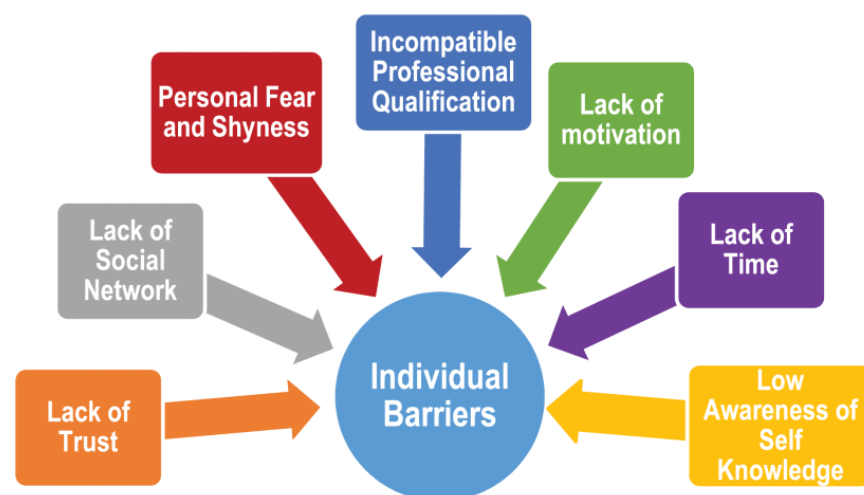 Incompatible
Professional
Qualification
Personal Fear
and Shyness
Lack of
motivation
Lack of
Social
Network
Lack of
Time
Individual
Barriers
Lack of
Trust
Low
Awareness of
Self
Knowledge